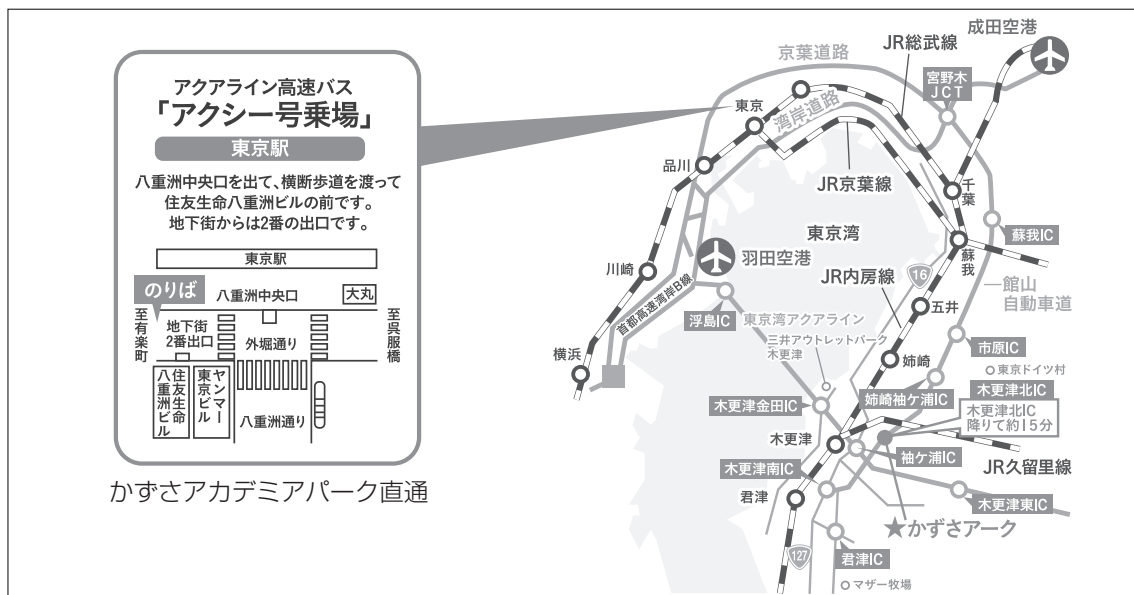 アクアライン高速バス
「アクシー号乗場」
東京駅
八重洲中央口を出て、横断歩道を渡って
住友生命八重洲ビルの前です。
地下街からは2番の出口です。
東京駅
のりば
八重洲中央口
大丸
至有楽町
地下街
2番出口
外堀通り
至呉服橋
住友生命
八重洲ビル
ヤンマー
東京ビル
八重洲通り
かずさアカデミアパーク直通
成田空港
JR総武線
京葉道路
宮野木
JCT
東京
湾岸道路
品川
JR京葉線
千葉
東京湾
蘇我IC
蘇我
羽田空港
川崎
JR内房線
16
館山
自動車道
首都高速湾岸B線
浮島IC
五井
東京湾アクアライン
三井アウトレットパーク
木更津
市原IC
横浜
姉崎
東京ドイツ村
姉崎袖ケ浦IC
木更津北IC
木更津金田IC
木更津北IC
降りて約15分
木更津
袖ケ浦IC
JR久留里線
木更津南IC
君津
木更津東IC
★かずさアーク
127
君津IC
マザー牧場